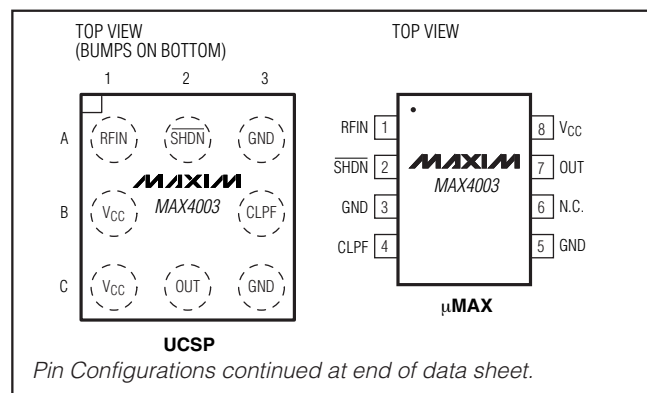 TOP VIEW
(BUMPS ON BOTTOM)
1 2 3
A RFIN SHDN GND
MAXIM
MAX4003
B VCC CLPF
C VCC OUT GND
UCSP
TOP VIEW
RFIN 1 8 VCC
SHDN 2 7 OUT
GND 3 6 N.C.
CLPF 4 5 GND
MAXIM
MAX4003
µMAX
Pin Configurations continued at end of data sheet.